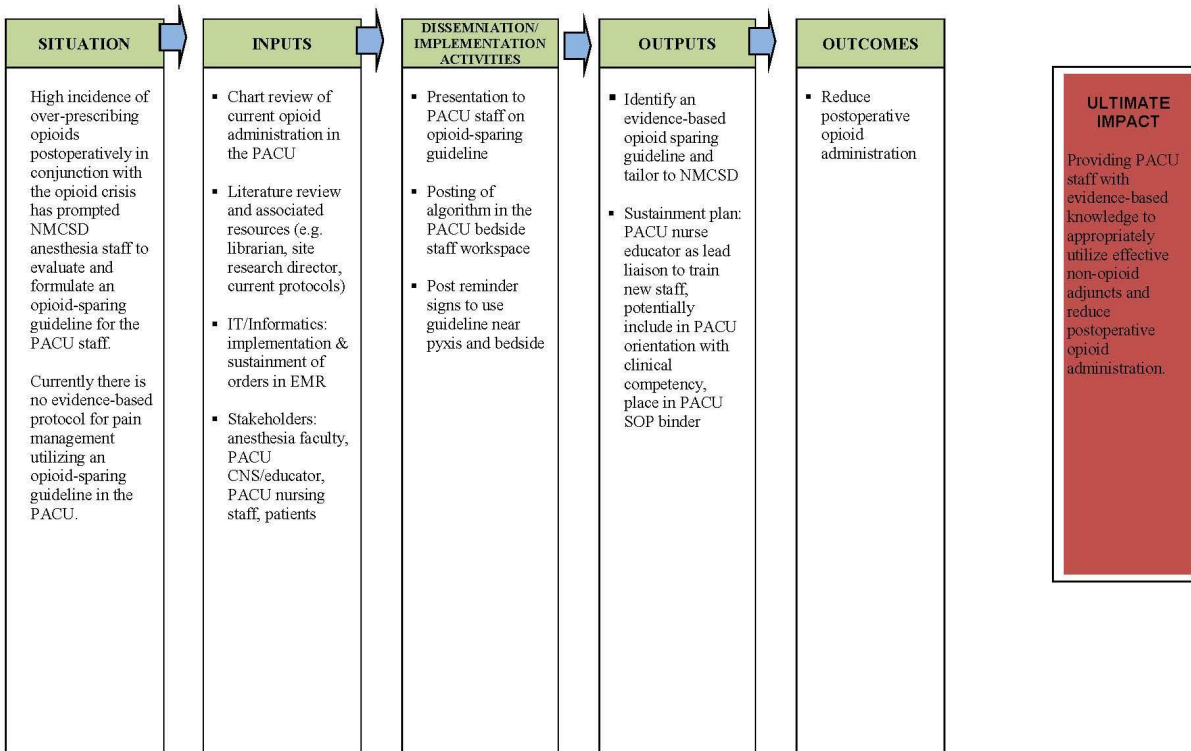 SITUATION
High incidence of
over-prescribing
opioids
postoperatively in
conjunction with
the opioid crisis
has prompted
NMCSD
anesthesia staff to
evaluate and
formulate an
opioid-sparing
guideline for the
PACU staff.
Currently there is
no evidence-based
protocol for pain
management
utilizing an
opioid-sparing
guideline in the
PACU.
INPUTS
▪ Chart review of
current opioid
administration in
the PACU
▪ Literature review
and associated
resources (e.g.
librarian, site
research director,
current protocols)
▪ IT/Informatics:
implementation &
sustainment of
orders in EMR
▪ Stakeholders:
anesthesia faculty,
PACU
CNS/educator,
PACU nursing
staff, patients
DISSEMNIATION/
IMPLEMENTATION
ACTIVITIES
▪ Presentation to
PACU staff on
opioid-sparing
guideline
▪ Posting of
algorithm in the
PACU bedside
staff workspace
▪ Post reminder
signs to use
guideline near
pyxis and bedside
OUTPUTS
▪ Identify an
evidence-based
opioid sparing
guideline and
tailor to NMCSD
▪ Sustainment plan:
PACU nurse
educator as lead
liaison to train
new staff,
potentially
include in PACU
orientation with
clinical
competency,
place in PACU
SOP binder
OUTCOMES
▪ Reduce
postoperative
opioid
administration
ULTIMATE
IMPACT
Providing PACU
staff with
evidence-based
knowledge to
appropriately
utilize effective
non-opioid
adjuncts and
reduce
postoperative
opioid
administration.